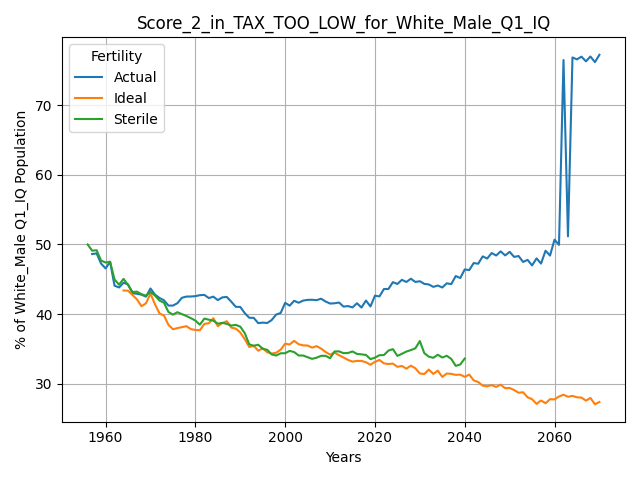 Score_2_in_TAX_TOO_LOW_for_White_Male_Q1_IQ
Fertility
Actual
Ideal
Sterile
% of White_Male Q1_IQ Population
70
60
50
40
30
1960
1980
2000
2020
2040
2060
Years